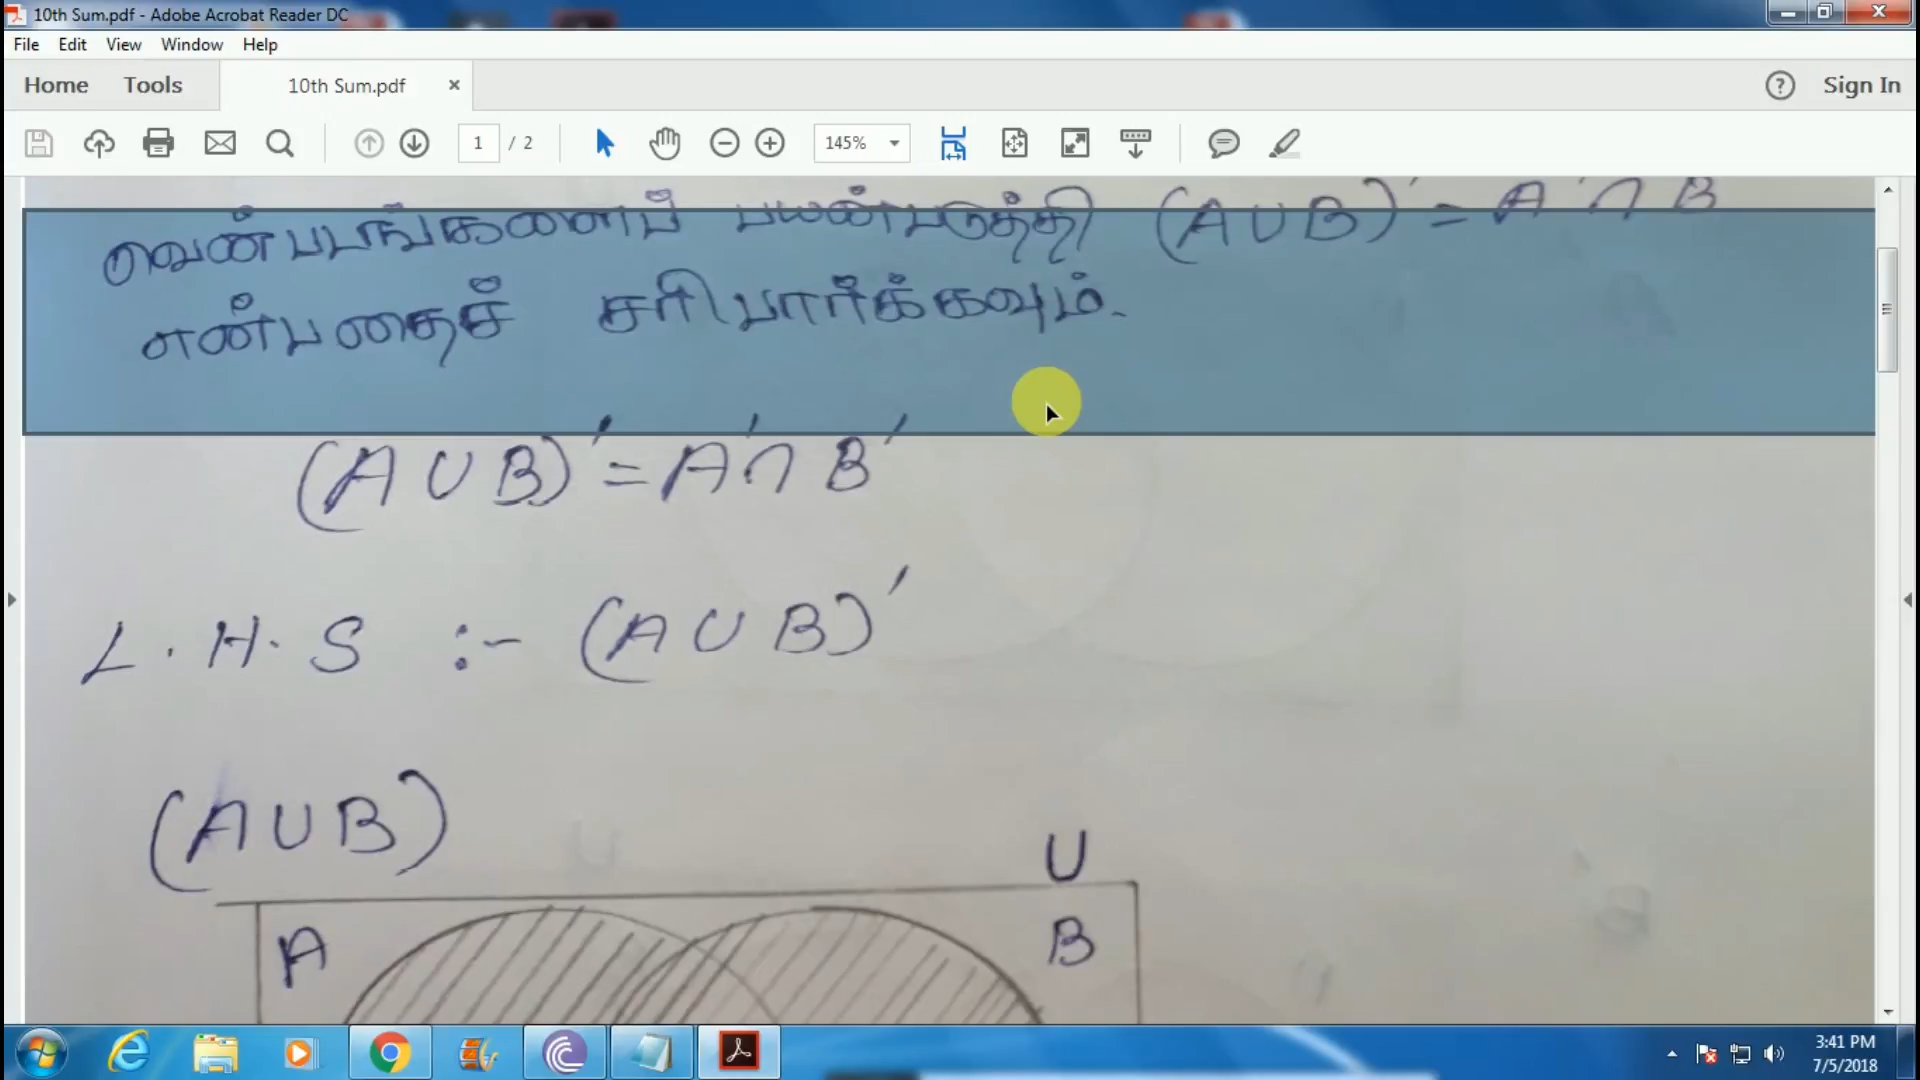 10th Sum.pdf - Adobe Acrobat Reader DC
File Edit View Window Help
Home Tools 10th Sum.pdf × ? Sign In
1 / 2 145%
வென்படங்களைப் பயன்படுத்தி (A ∪ B)' = A' ∩ B'
என்பதைச் சரிபார்க்கவும்.
(A ∪ B)' = A' ∩ B'
L.H.S :- (A ∪ B)'
(A ∪ B)
U
A B
3:41 PM
7/5/2018